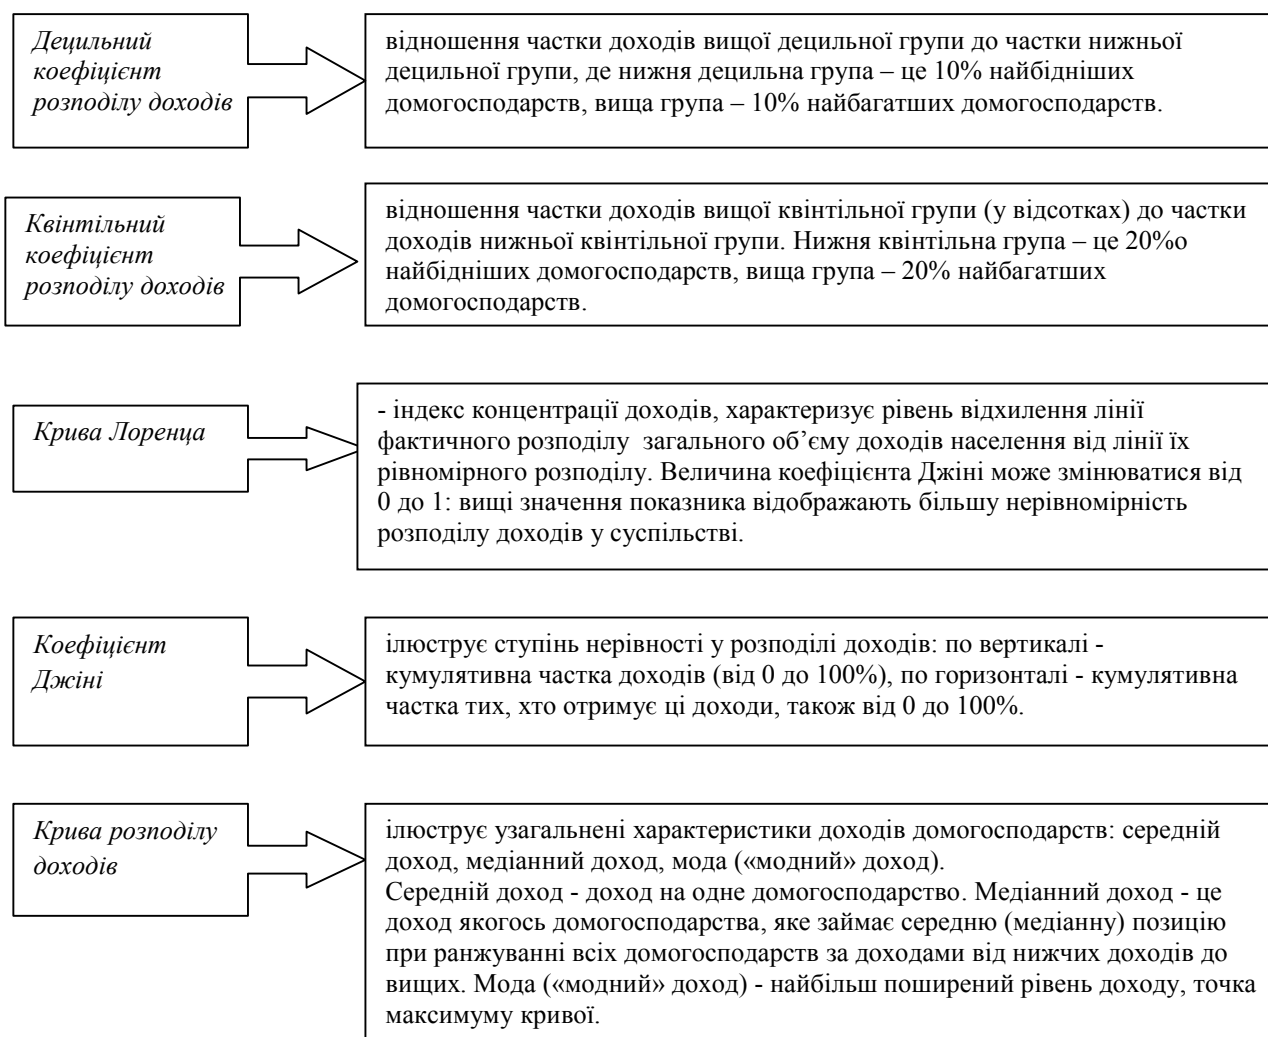 Децильний
коефіцієнт
розподілу доходів
відношення частки доходів вищої децильної групи до частки нижньої
децильної групи, де нижня децильна група – це 10% найбідніших
домогосподарств, вища група – 10% найбагатших домогосподарств.
Квінтільний
коефіцієнт
розподілу доходів
відношення частки доходів вищої квінтільної групи (у відсотках) до частки
доходів нижньої квінтільної групи. Нижня квінтільна група – це 20%о
найбідніших домогосподарств, вища група – 20% найбагатших
домогосподарств.
Крива Лоренца
- індекс концентрації доходів, характеризує рівень відхилення лінії
фактичного розподілу загального об’єму доходів населення від лінії їх
рівномірного розподілу. Величина коефіцієнта Джіні може змінюватися від
0 до 1: вищі значення показника відображають більшу нерівномірність
розподілу доходів у суспільстві.
Коефіцієнт
Джіні
ілюструє ступінь нерівності у розподілі доходів: по вертикалі -
кумулятивна частка доходів (від 0 до 100%), по горизонталі - кумулятивна
частка тих, хто отримує ці доходи, також від 0 до 100%.
Крива розподілу
доходів
ілюструє узагальнені характеристики доходів домогосподарств: середній
доход, медіанний доход, мода («модний» доход).
Середній доход - доход на одне домогосподарство. Медіанний доход - це
доход якогось домогосподарства, яке займає середню (медіанну) позицію
при ранжуванні всіх домогосподарств за доходами від нижчих доходів до
вищих. Мода («модний» доход) - найбільш поширений рівень доходу, точка
максимуму кривої.